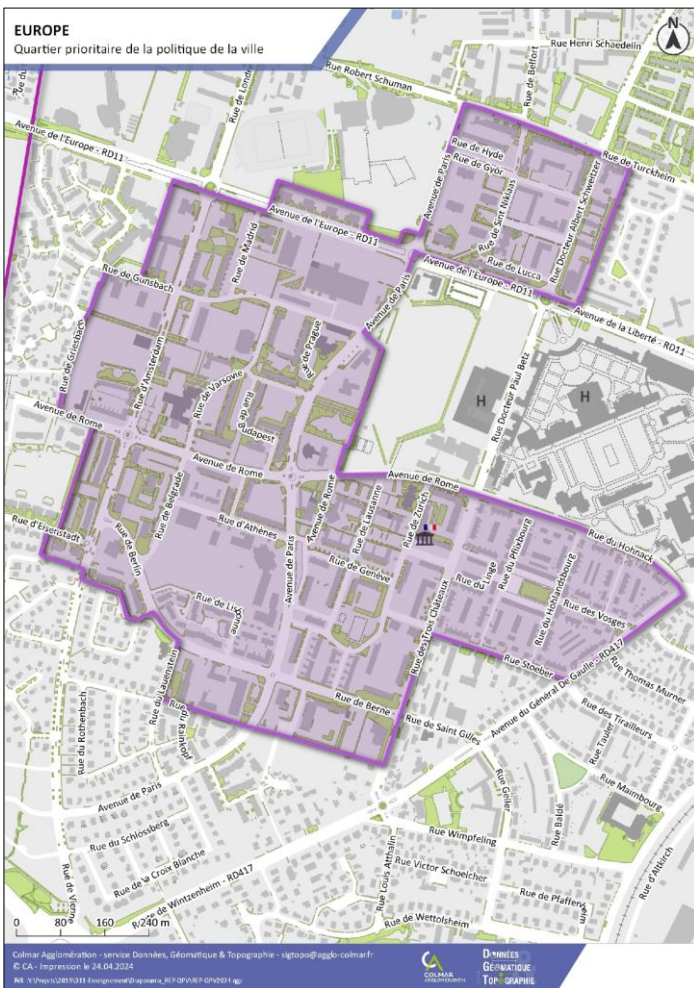 EUROPE
Quartier prioritaire de la politique de la ville
N
Rue Henri Schaedelin
Rue de Belfort
Rue Robert Schuman
Rue de Londres
Rue du
Avenue de l'Europe - RD11
Rue de Turckheim
Rue de Hyde
Rue de Györ
Avenue de Paris
Rue de Sint Niklaas
Rue Docteur Albert Schweitzer
Rue de Lucca
Avenue de l'Europe - RD11
Avenue de l'Europe - RD11
Avenue de la Liberté - RD11
Rue de Madrid
Rue de Gunsbach
Avenue de Paris
Rue de Griesbach
Rue d'Amsterdam
Rue de Varsovie
Rue de Prague
Rue de Budapest
Rue Docteur Paul Betz
H
H
Avenue de Rome
Avenue de Rome
Avenue de Rome
Avenue de Rome
Rue de Belgrade
Rue d'Athènes
Rue de Lausanne
Rue de Zurich
Rue du Hohnack
Rue d'Eisenstadt
Rue de Berlin
Avenue de Paris
Rue de Genève
Rue du Linge
Rue du Pflixbourg
Rue du Hohlandsbourg
Rue des Vosges
Rue de Lisbonne
Rue des Trois Châteaux
Rue Stoeber
Avenue du Général De Gaulle - RD417
Rue Thomas Murner
Rue du Lauenstein
Rue du Rainkopf
Rue de Berne
Rue de Saint Gilles
Rue des Tirailleurs
Rue Tauler
Rue du Rothenbach
Rue Geiler
Rue Baldé
Rue Maimbourg
Avenue de Paris
Rue du Schlossberg
Rue Wimpfeling
Rue d'Altkirch
Rue de la Croix Blanche
Rue Louis Atthalin
Rue Victor Schoelcher
Rue de Pfaffenheim
Rue de Vienne
Route de Wintzenheim - RD417
Rue de Wettolsheim
0 80 160 240 m
Colmar Agglomération - service Données, Géomatique & Topographie - sigtopo@agglo-colmar.fr
© CA - Impression le 24.04.2024
CA
COLMAR
AGGLOMÉRATION
DONNÉES
GÉOMATIQUE
TOPOGRAPHIE